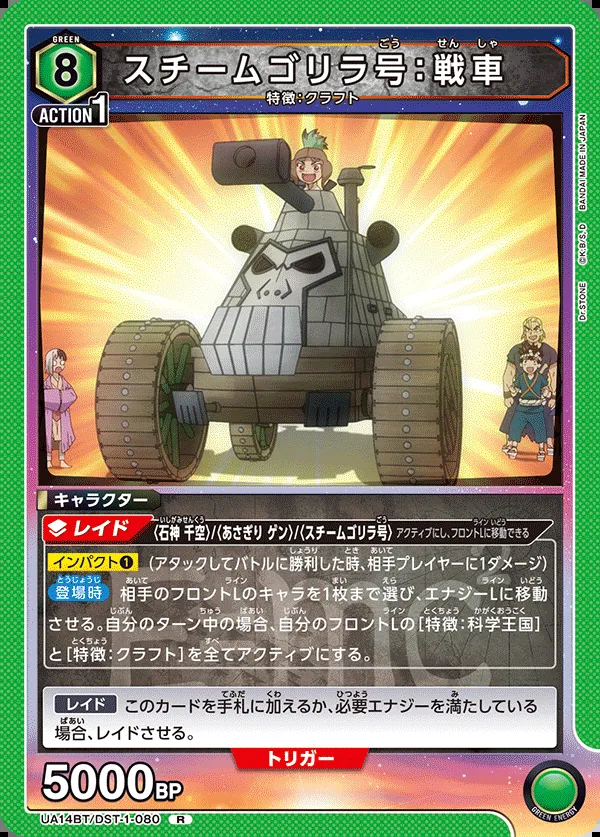 GREEN
8
ACTION 1
スチームゴリラ号:戦車
ごう せん しゃ
特徴:クラフト
Dr.STONE ©K,B/S,D BANDAI MADE IN JAPAN
キャラクター
レイド 〈石神 千空〉/〈あさぎり ゲン〉/〈スチームゴリラ号〉 アクティブにし、フロントLに移動できる
インパクト❶ (アタックしてバトルに勝利した時、相手プレイヤーに1ダメージ)
登場時 相手のフロントLのキャラを1枚まで選び、エナジーLに移動
させる。自分のターン中の場合、自分のフロントLの[特徴:科学王国]
と[特徴:クラフト]を全てアクティブにする。
レイド このカードを手札に加えるか、必要エナジーを満たしている
場合、レイドさせる。
トリガー
5000BP
GREEN ENERGY
UA14BT/DST-1-080 R